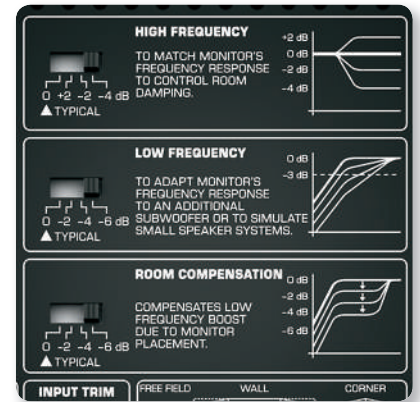 HIGH FREQUENCY
TO MATCH MONITOR'S
FREQUENCY RESPONSE
TO CONTROL ROOM
DAMPING.
0 +2 -2 -4 dB
▲TYPICAL
+2 dB
0 dB
-2 dB
-4 dB
LOW FREQUENCY
TO ADAPT MONITOR'S
FREQUENCY RESPONSE
TO AN ADDITIONAL
SUBWOOFER OR TO SIMULATE
SMALL SPEAKER SYSTEMS.
0 -2 -4 -6 dB
▲TYPICAL
0 dB
-3 dB
ROOM COMPENSATION
COMPENSATES LOW
FREQUENCY BOOST
DUE TO MONITOR
PLACEMENT.
0 -2 -4 -6 dB
▲TYPICAL
0 dB
-2 dB
-4 dB
-6 dB
INPUT TRIM
FREE FIELD WALL CORNER